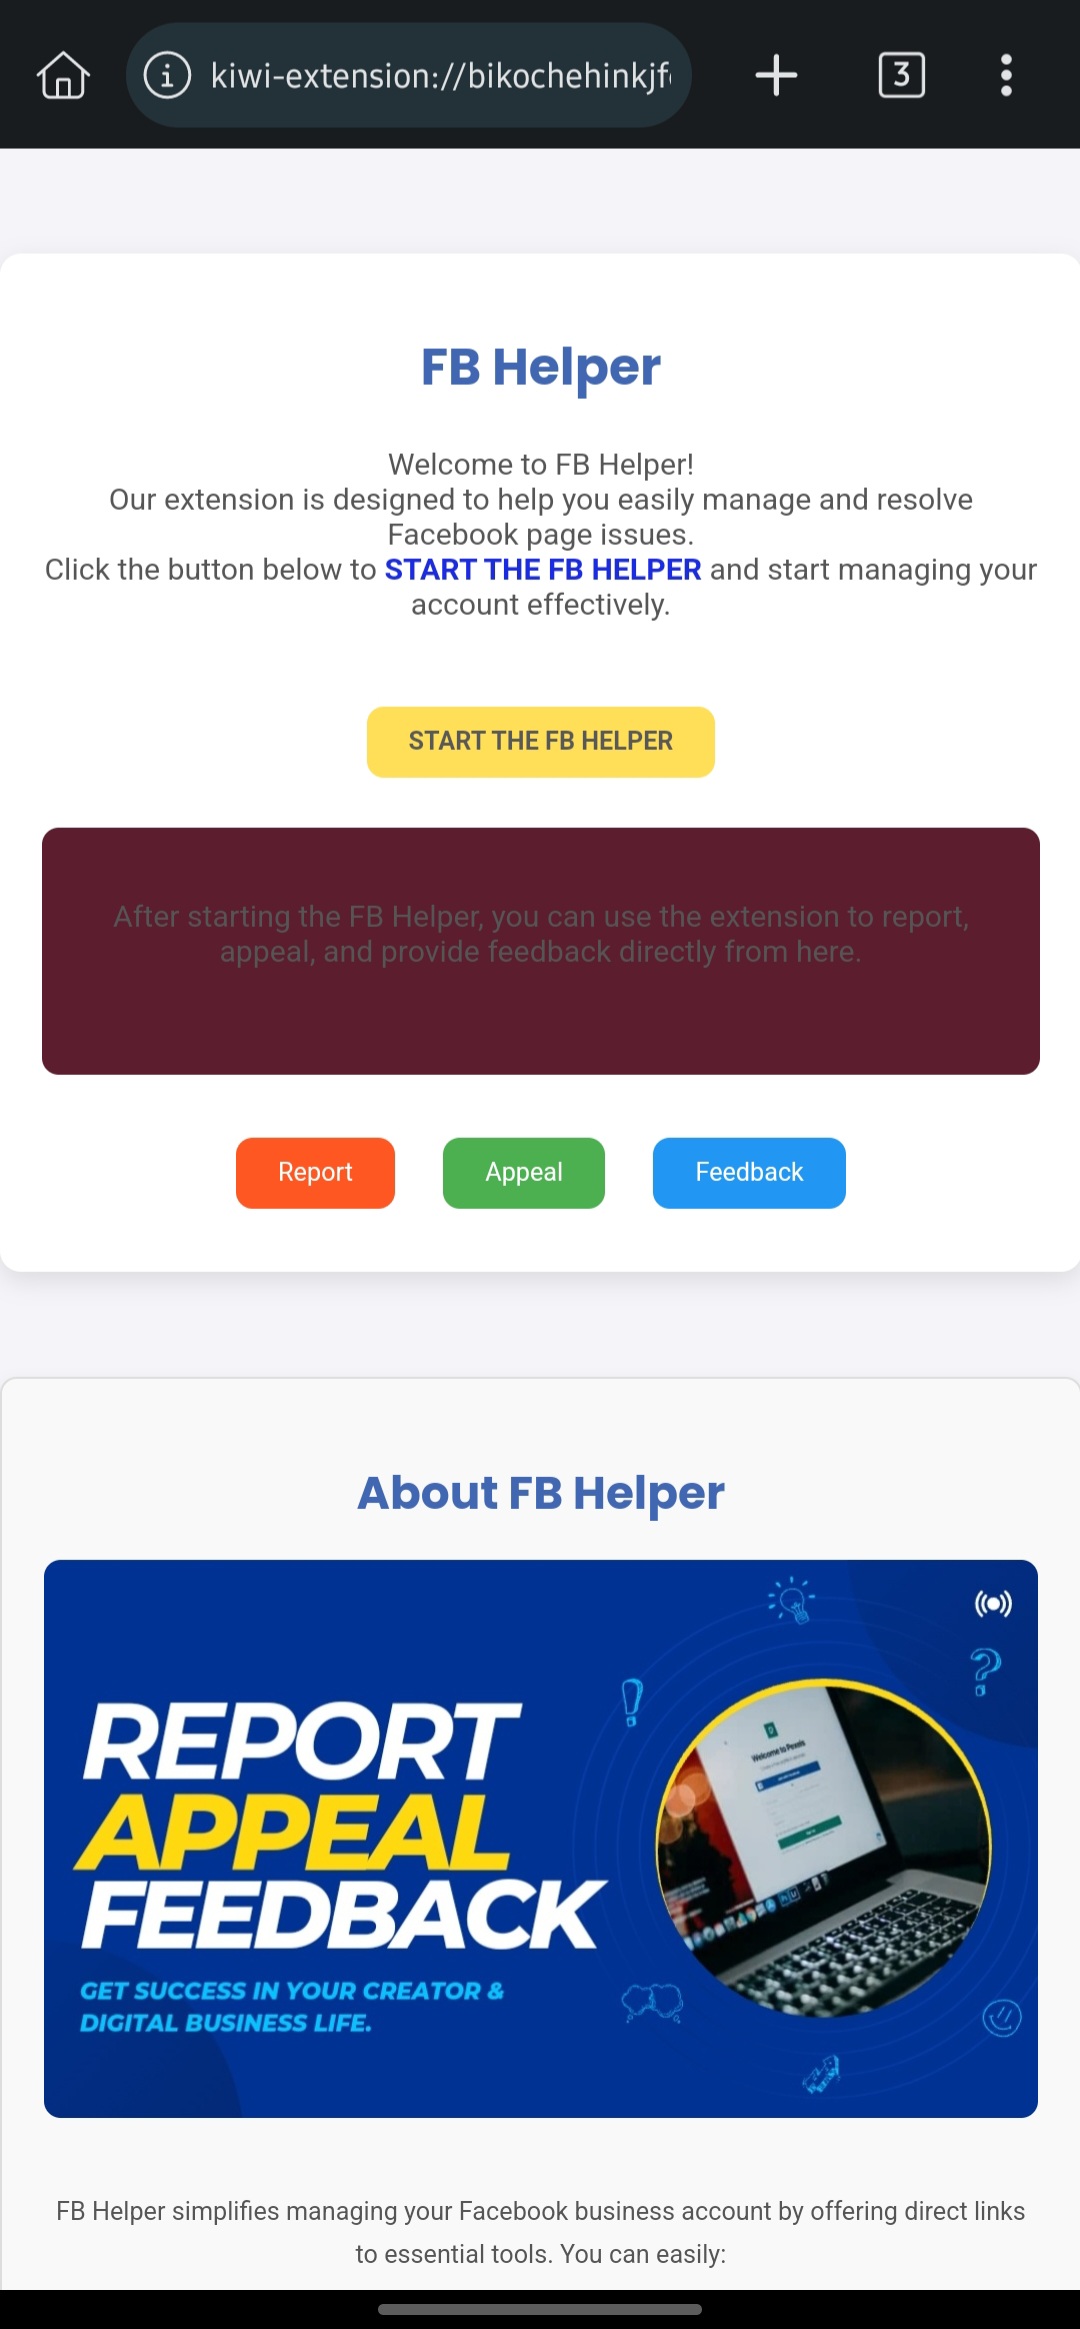 kiwi-extension://bikochehinkjf
3
FB Helper
Welcome to FB Helper!
Our extension is designed to help you easily manage and resolve
Facebook page issues.
Click the button below to START THE FB HELPER and start managing your
account effectively.
START THE FB HELPER
After starting the FB Helper, you can use the extension to report,
appeal, and provide feedback directly from here.
Report
Appeal
Feedback
About FB Helper
REPORT
APPEAL
FEEDBACK
GET SUCCESS IN YOUR CREATOR &
DIGITAL BUSINESS LIFE.
Welcome to Pexels
FB Helper simplifies managing your Facebook business account by offering direct links
to essential tools. You can easily: